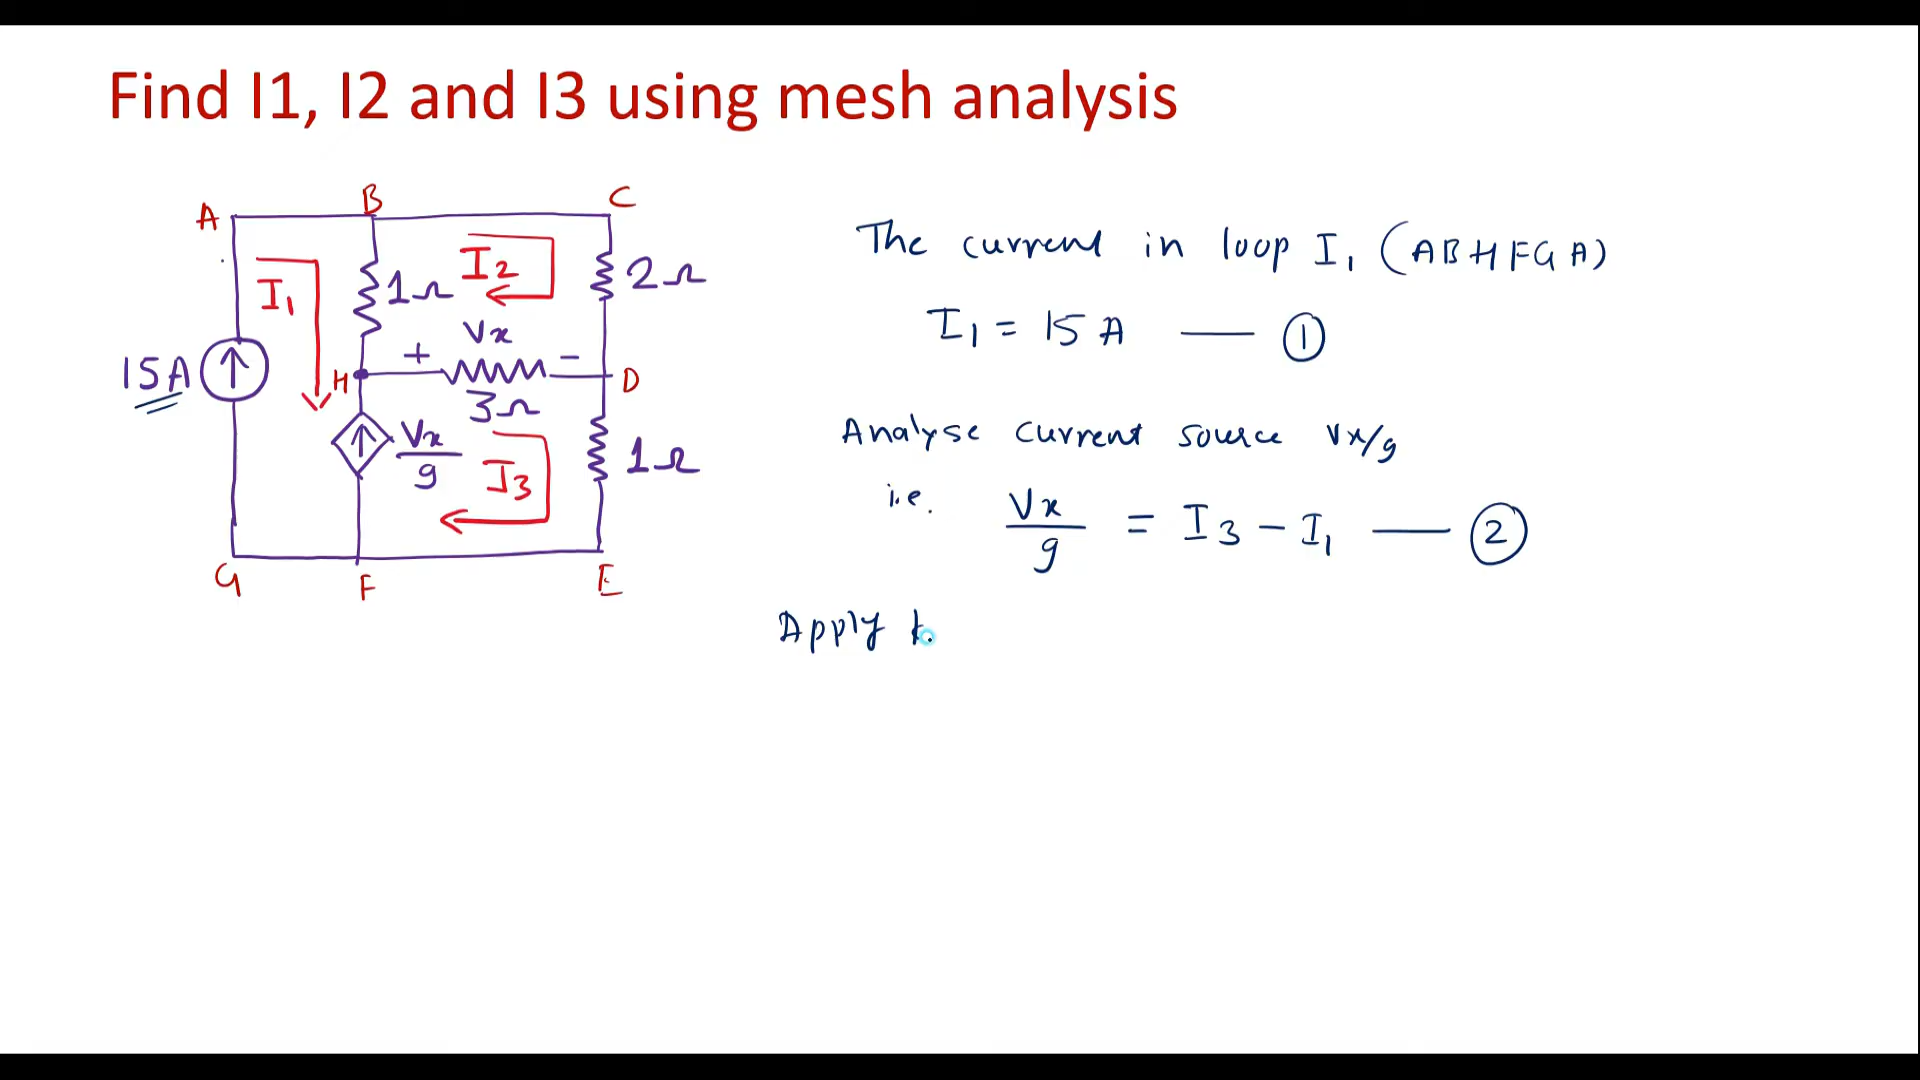 Find I1, I2 and I3 using mesh analysis
A
B
C
I₁
1Ω
I₂
2Ω
15A
H
+
Vx
-
D
3Ω
Vx/9
I3
1Ω
G
F
E
The current in loop I₁ (ABHFGA)
I₁ = 15 A — ①
Analyse current source Vx/9
i.e. Vx/9 = I3 - I₁ — ②
Apply k